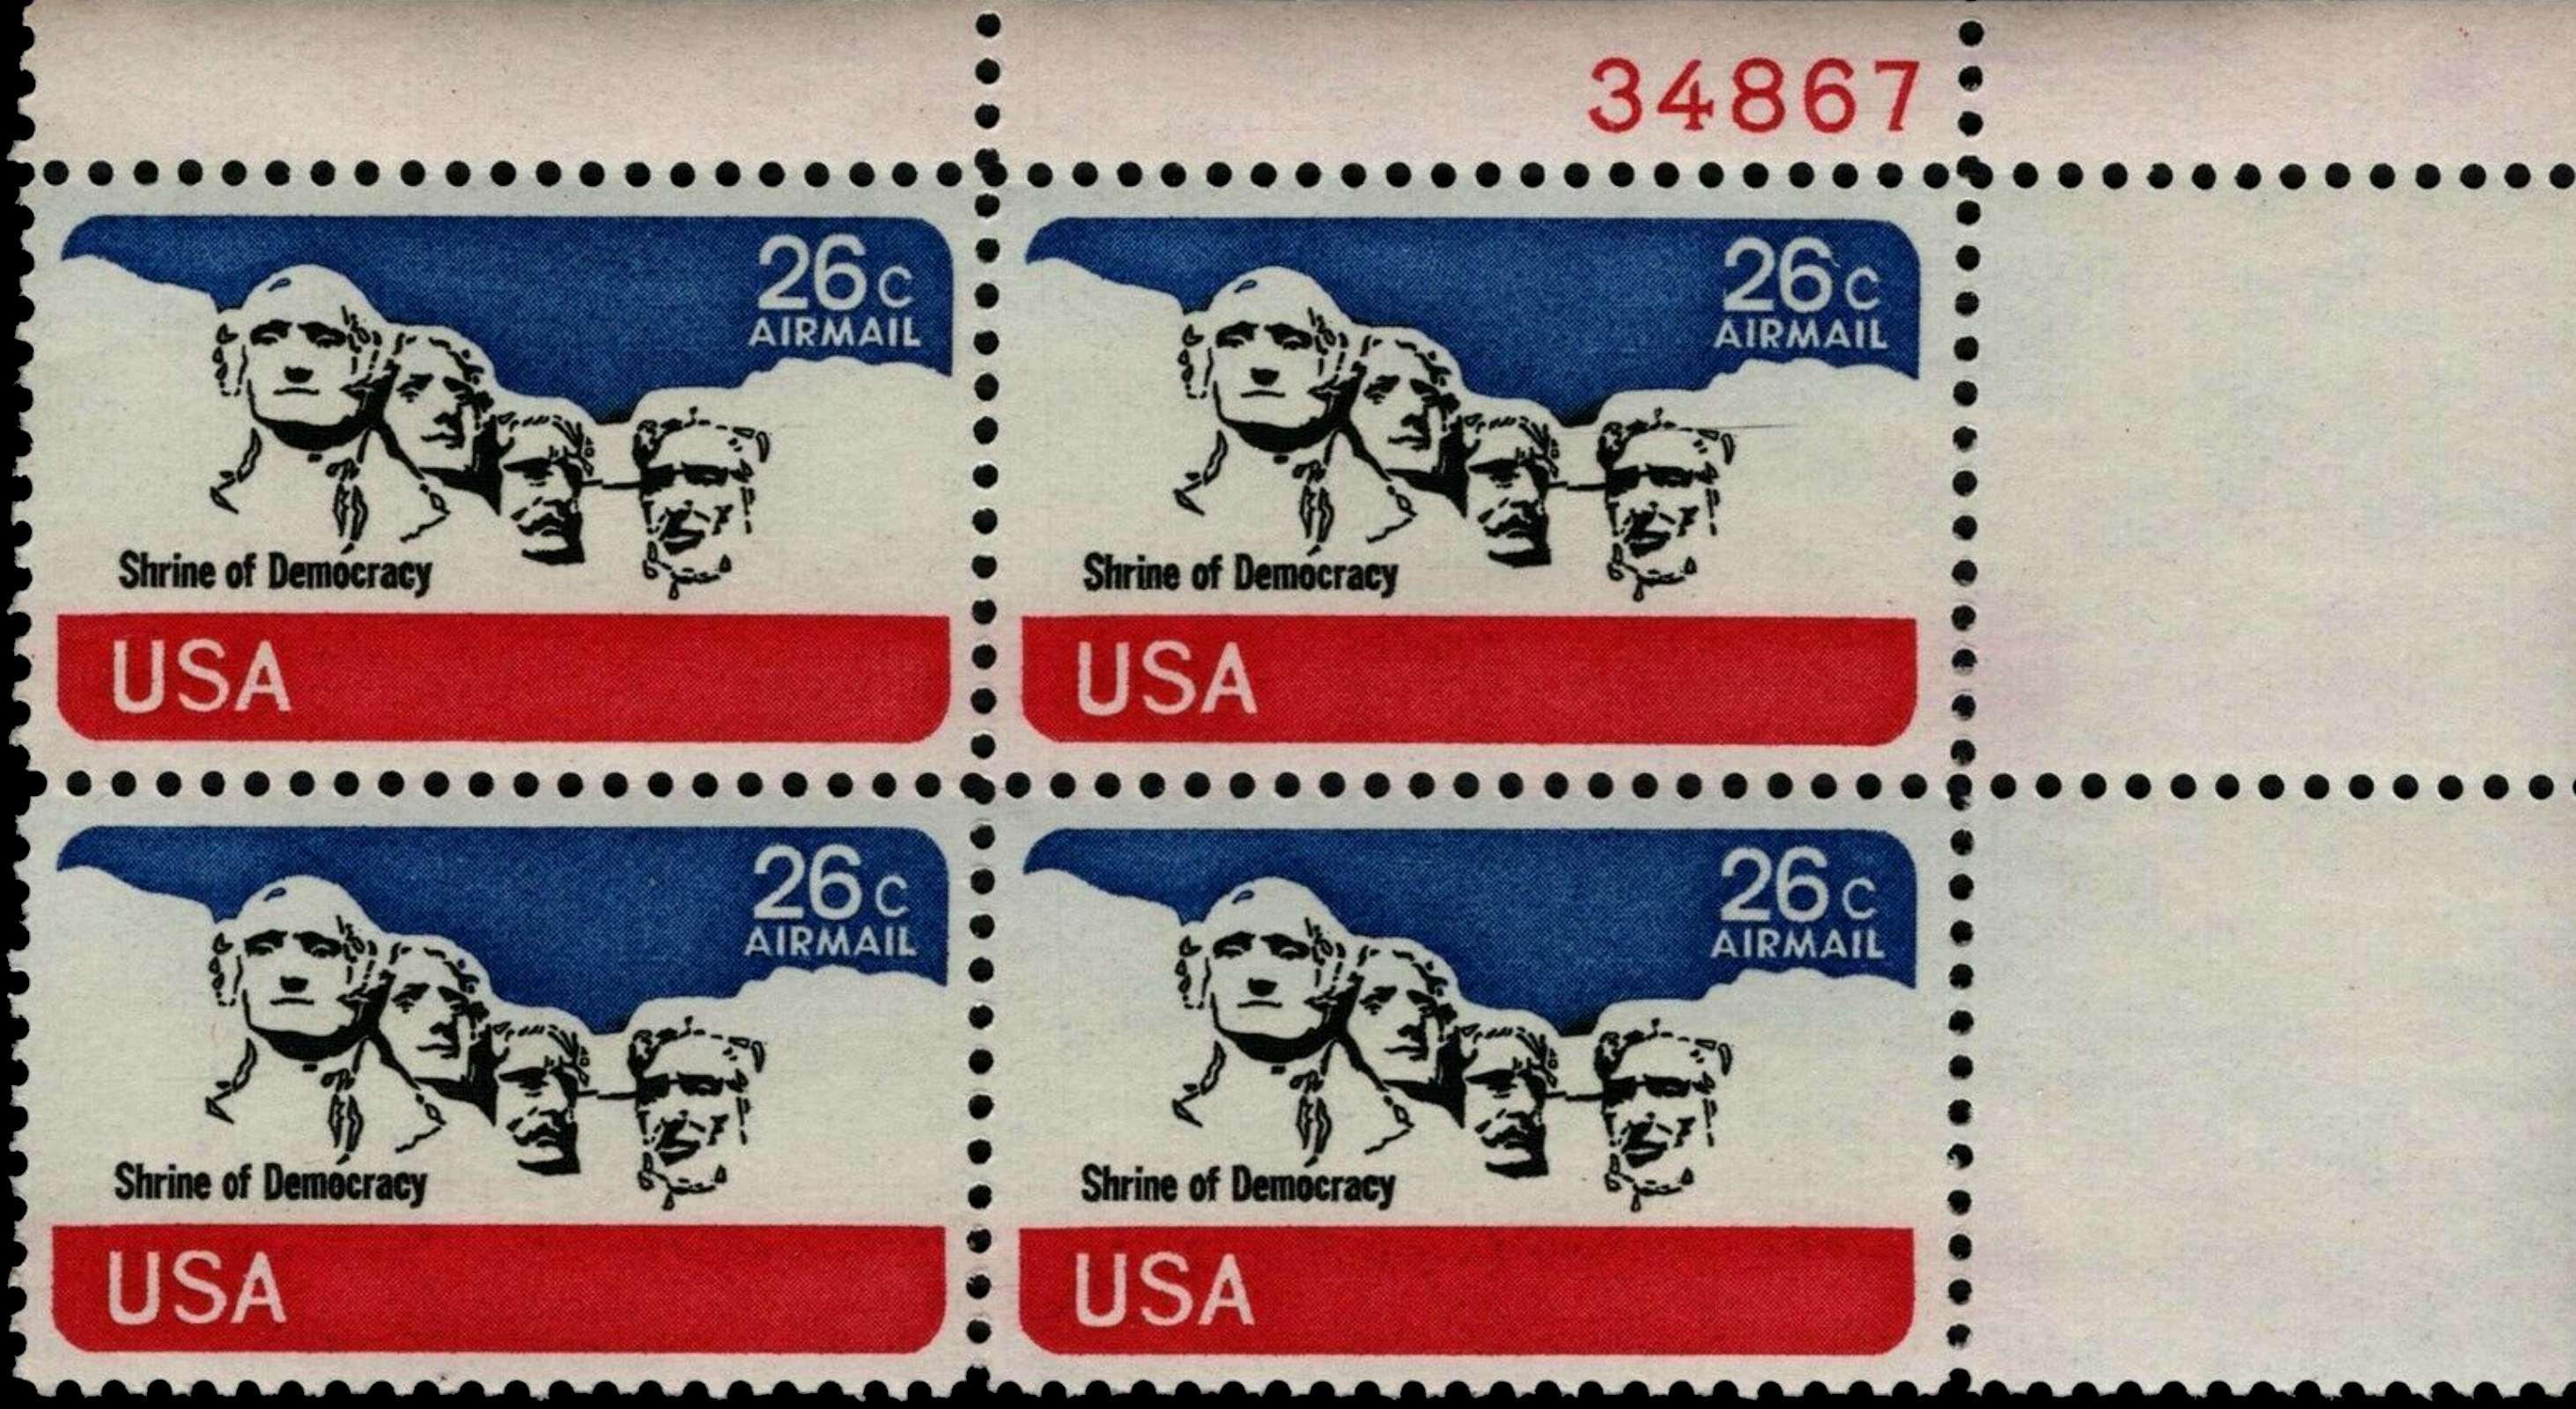 34867
26c
AIRMAIL
Shrine of Democracy
USA
26c
AIRMAIL
Shrine of Democracy
USA
26c
AIRMAIL
Shrine of Democracy
USA
26c
AIRMAIL
Shrine of Democracy
USA